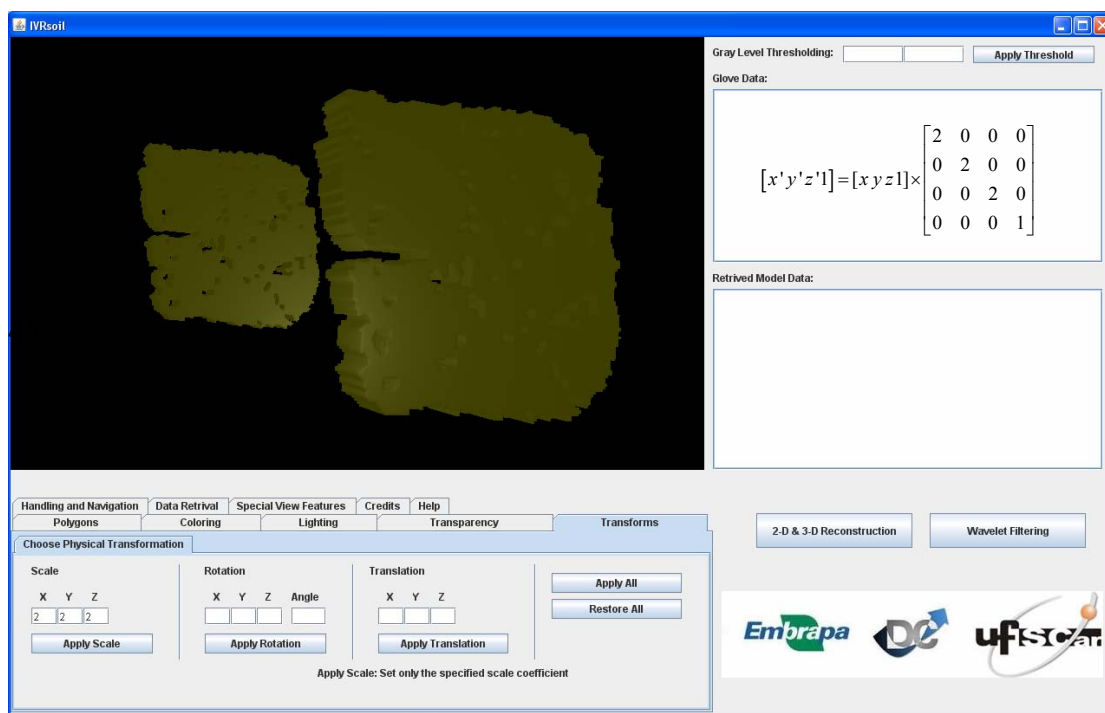 IVRsoil
Gray Level Thresholding:
Apply Threshold
Glove Data:
[x' y' z' 1] = [x y z 1] ×
2 0 0 0
0 2 0 0
0 0 2 0
0 0 0 1
Retrived Model Data:
Handling and Navigation Data Retrival Special View Features Credits Help
Polygons Coloring Lighting Transparency Transforms
Choose Physical Transformation
Scale
X Y Z
2 2 2
Apply Scale
Rotation
X Y Z Angle
Apply Rotation
Translation
X Y Z
Apply Translation
Apply All
Restore All
Apply Scale: Set only the specified scale coefficient
2-D & 3-D Reconstruction
Wavelet Filtering
Embrapa
DC
ufscar